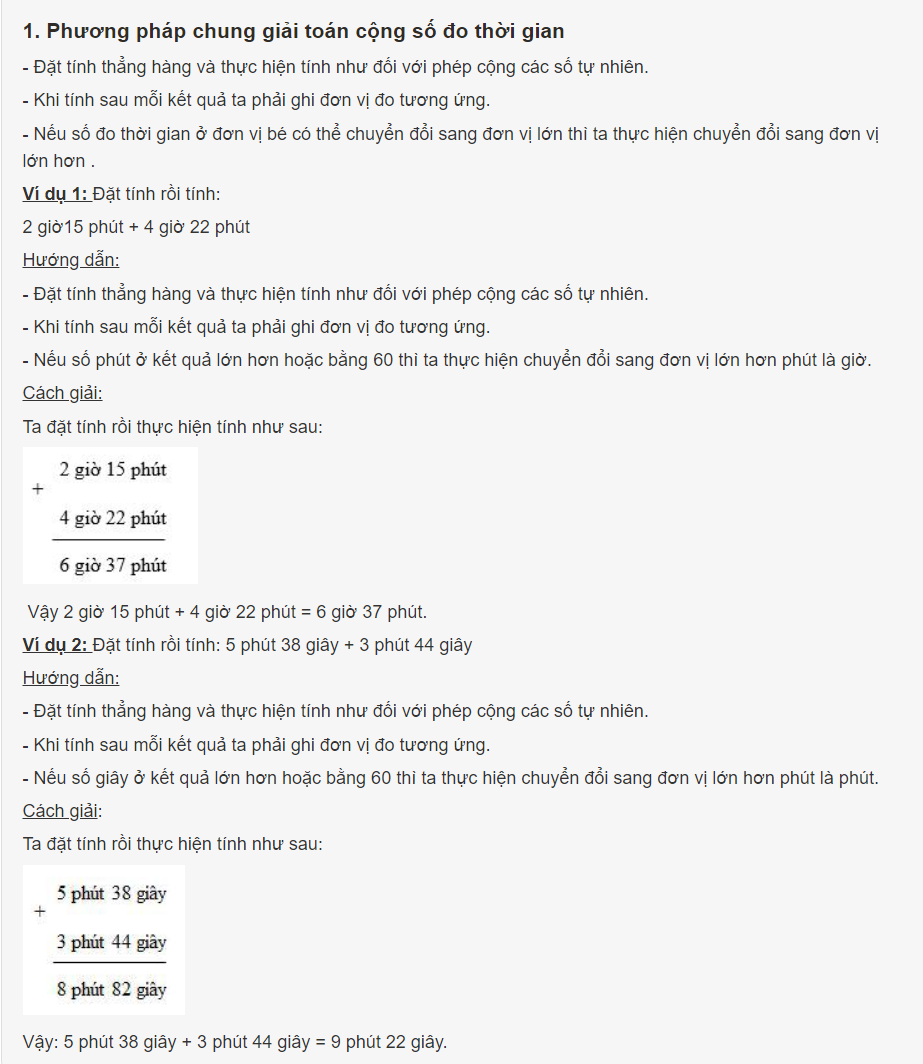 1. Phương pháp chung giải toán cộng số đo thời gian
- Đặt tính thẳng hàng và thực hiện tính như đối với phép cộng các số tự nhiên.
- Khi tính sau mỗi kết quả ta phải ghi đơn vị đo tương ứng.
- Nếu số đo thời gian ở đơn vị bé có thể chuyển đổi sang đơn vị lớn thì ta thực hiện chuyển đổi sang đơn vị
lớn hơn .
Ví dụ 1: Đặt tính rồi tính:
2 giờ15 phút + 4 giờ 22 phút
Hướng dẫn:
- Đặt tính thẳng hàng và thực hiện tính như đối với phép cộng các số tự nhiên.
- Khi tính sau mỗi kết quả ta phải ghi đơn vị đo tương ứng.
- Nếu số phút ở kết quả lớn hơn hoặc bằng 60 thì ta thực hiện chuyển đổi sang đơn vị lớn hơn phút là giờ.
Cách giải:
Ta đặt tính rồi thực hiện tính như sau:
2 giờ 15 phút
+
4 giờ 22 phút
6 giờ 37 phút
Vậy 2 giờ 15 phút + 4 giờ 22 phút = 6 giờ 37 phút.
Ví dụ 2: Đặt tính rồi tính: 5 phút 38 giây + 3 phút 44 giây
Hướng dẫn:
- Đặt tính thẳng hàng và thực hiện tính như đối với phép cộng các số tự nhiên.
- Khi tính sau mỗi kết quả ta phải ghi đơn vị đo tương ứng.
- Nếu số giây ở kết quả lớn hơn hoặc bằng 60 thì ta thực hiện chuyển đổi sang đơn vị lớn hơn phút là phút.
Cách giải:
Ta đặt tính rồi thực hiện tính như sau:
5 phút 38 giây
+
3 phút 44 giây
8 phút 82 giây
Vậy: 5 phút 38 giây + 3 phút 44 giây = 9 phút 22 giây.